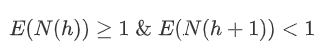 E(N(h)) ≥ 1 & E(N(h + 1)) < 1